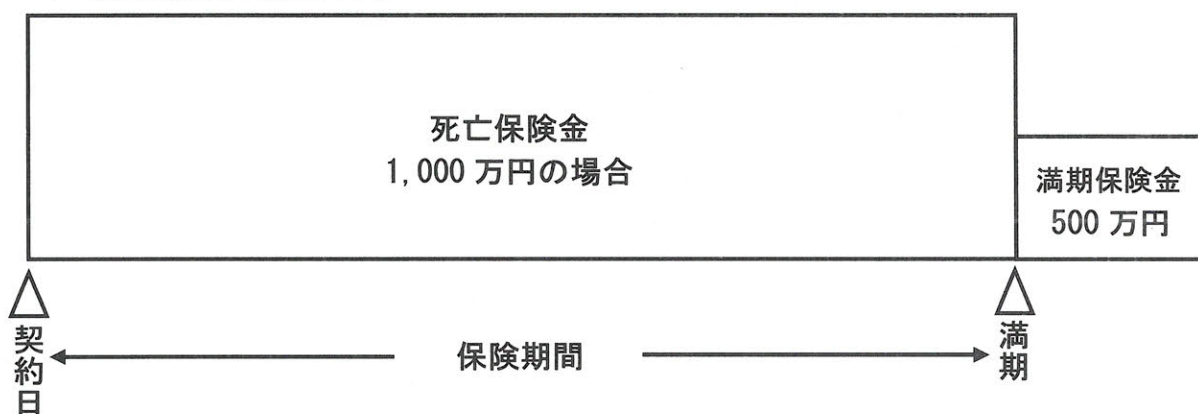 死亡保険金
1,000 万円の場合
満期保険金
500 万円
契約日
保険期間
満期